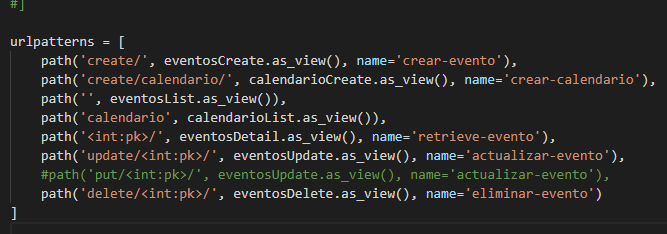 #]
urlpatterns = [
path('create/', eventosCreate.as_view(), name='crear-evento'),
path('create/calendario/', calendarioCreate.as_view(), name='crear-calendario'),
path('', eventosList.as_view()),
path('calendario', calendarioList.as_view()),
path('<int:pk>/', eventosDetail.as_view(), name='retrieve-evento'),
path('update/<int:pk>/', eventosUpdate.as_view(), name='actualizar-evento'),
#path('put/<int:pk>/', eventosUpdate.as_view(), name='actualizar-evento'),
path('delete/<int:pk>/', eventosDelete.as_view(), name='eliminar-evento')
]